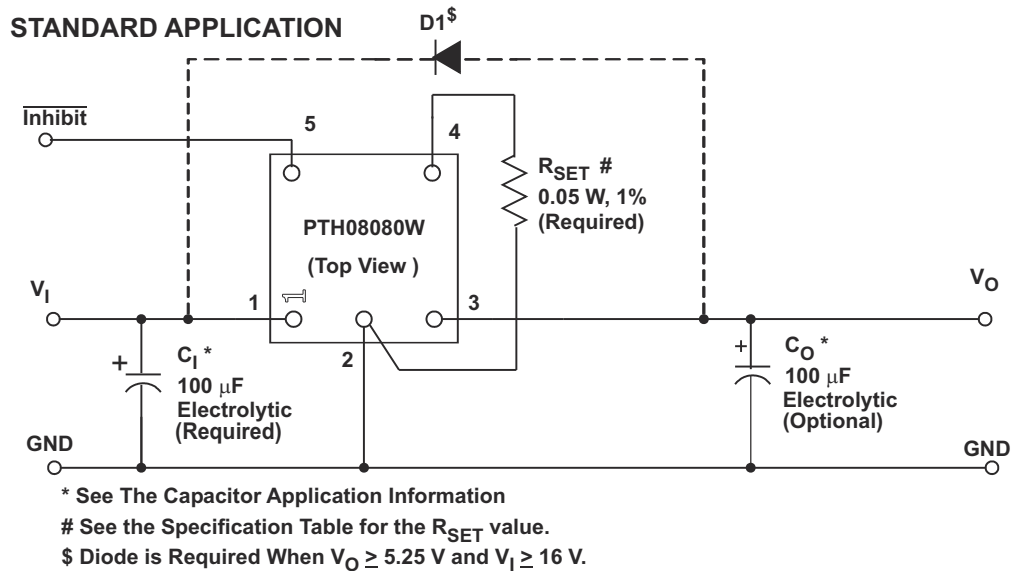 STANDARD APPLICATION
D1$
Inhibit
5
4
RSET #
0.05 W, 1%
(Required)
PTH08080W
(Top View )
VI
1
1
3
VO
2
+
CI *
100 μF
Electrolytic
(Required)
+
CO *
100 μF
Electrolytic
(Optional)
GND
GND
* See The Capacitor Application Information
# See the Specification Table for the RSET value.
$ Diode is Required When VO ≥ 5.25 V and VI ≥ 16 V.